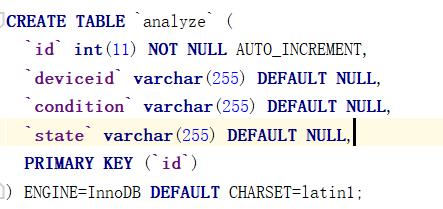 CREATE TABLE `analyze` (
`id` int(11) NOT NULL AUTO_INCREMENT,
`deviceid` varchar(255) DEFAULT NULL,
`condition` varchar(255) DEFAULT NULL,
`state` varchar(255) DEFAULT NULL,
PRIMARY KEY (`id`)
) ENGINE=InnoDB DEFAULT CHARSET=latin1;